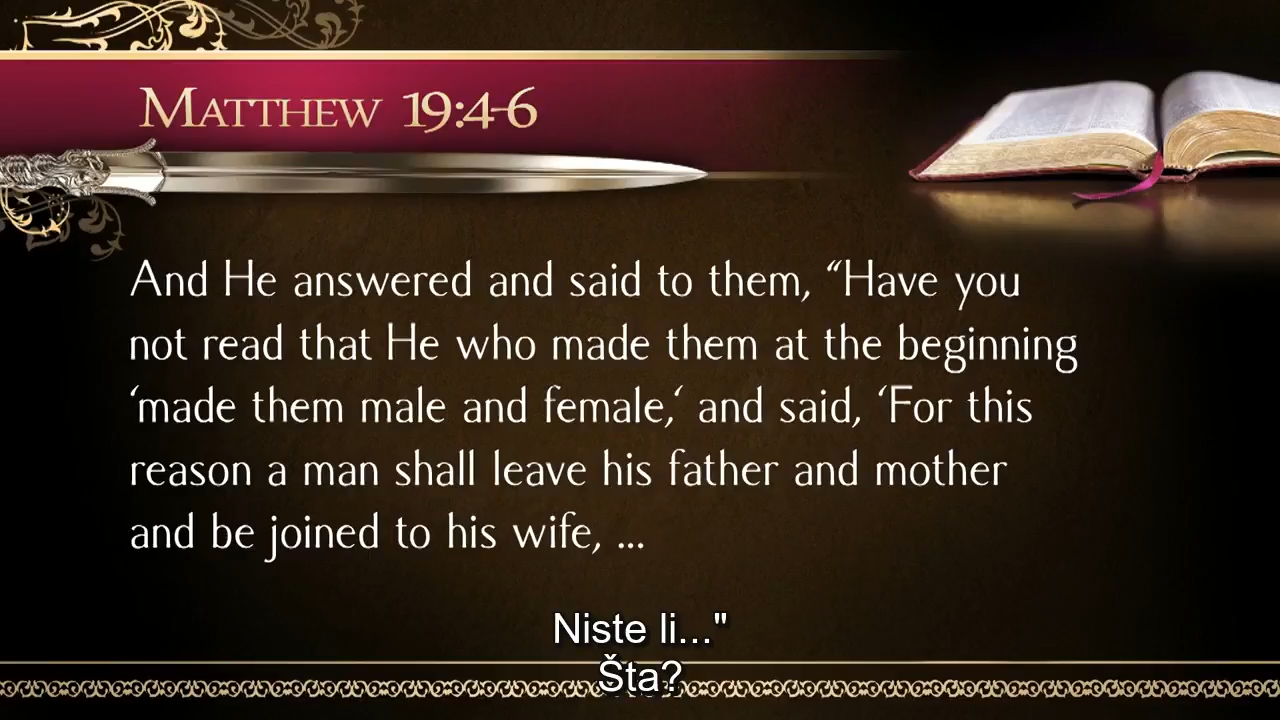 MATTHEW 19:4-6
And He answered and said to them, “Have you
not read that He who made them at the beginning
‘made them male and female,‘ and said, ‘For this
reason a man shall leave his father and mother
and be joined to his wife, ...
Niste li..."
Šta?